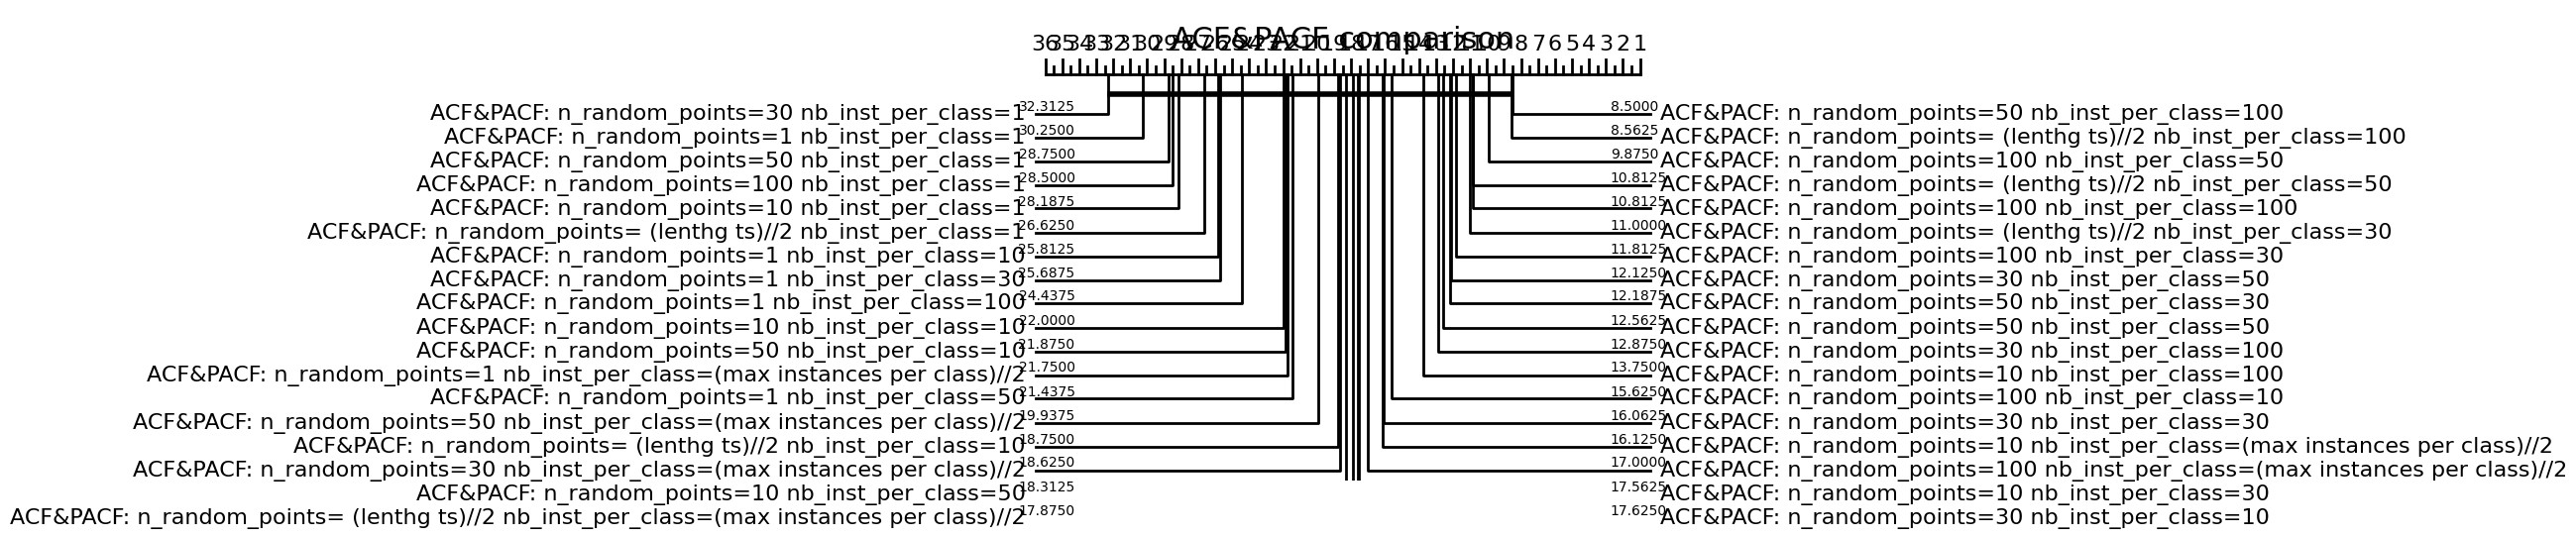 ACF&PACF comparison
36 35 34 33 32 31 30 29 28 27 26 25 24 23 22 21 20 19 18 17 16 15 14 13 12 11 10 9 8 7 6 5 4 3 2 1
ACF&PACF: n_random_points=30 nb_inst_per_class=1 32.3125 8.5000 ACF&PACF: n_random_points=50 nb_inst_per_class=100
ACF&PACF: n_random_points=1 nb_inst_per_class=1 30.2500 8.5625 ACF&PACF: n_random_points= (lenthg ts)//2 nb_inst_per_class=100
ACF&PACF: n_random_points=50 nb_inst_per_class=1 28.7500 9.8750 ACF&PACF: n_random_points=100 nb_inst_per_class=50
ACF&PACF: n_random_points=100 nb_inst_per_class=1 28.5000 10.8125 ACF&PACF: n_random_points= (lenthg ts)//2 nb_inst_per_class=50
ACF&PACF: n_random_points=10 nb_inst_per_class=1 28.1875 10.8125 ACF&PACF: n_random_points=100 nb_inst_per_class=100
ACF&PACF: n_random_points= (lenthg ts)//2 nb_inst_per_class=1 26.6250 11.0000 ACF&PACF: n_random_points= (lenthg ts)//2 nb_inst_per_class=30
ACF&PACF: n_random_points=1 nb_inst_per_class=10 25.8125 11.8125 ACF&PACF: n_random_points=100 nb_inst_per_class=30
ACF&PACF: n_random_points=1 nb_inst_per_class=30 25.6875 12.1250 ACF&PACF: n_random_points=30 nb_inst_per_class=50
ACF&PACF: n_random_points=1 nb_inst_per_class=100 24.4375 12.1875 ACF&PACF: n_random_points=50 nb_inst_per_class=30
ACF&PACF: n_random_points=10 nb_inst_per_class=10 22.0000 12.5625 ACF&PACF: n_random_points=50 nb_inst_per_class=50
ACF&PACF: n_random_points=50 nb_inst_per_class=10 21.8750 12.8750 ACF&PACF: n_random_points=30 nb_inst_per_class=100
ACF&PACF: n_random_points=1 nb_inst_per_class=(max instances per class)//2 21.7500 13.7500 ACF&PACF: n_random_points=10 nb_inst_per_class=100
ACF&PACF: n_random_points=1 nb_inst_per_class=50 21.4375 15.6250 ACF&PACF: n_random_points=100 nb_inst_per_class=10
ACF&PACF: n_random_points=50 nb_inst_per_class=(max instances per class)//2 19.9375 16.0625 ACF&PACF: n_random_points=30 nb_inst_per_class=30
ACF&PACF: n_random_points= (lenthg ts)//2 nb_inst_per_class=10 18.7500 16.1250 ACF&PACF: n_random_points=10 nb_inst_per_class=(max instances per class)//2
ACF&PACF: n_random_points=30 nb_inst_per_class=(max instances per class)//2 18.6250 17.0000 ACF&PACF: n_random_points=100 nb_inst_per_class=(max instances per class)//2
ACF&PACF: n_random_points=10 nb_inst_per_class=50 18.3125 17.5625 ACF&PACF: n_random_points=10 nb_inst_per_class=30
ACF&PACF: n_random_points= (lenthg ts)//2 nb_inst_per_class=(max instances per class)//2 17.8750 17.6250 ACF&PACF: n_random_points=30 nb_inst_per_class=10